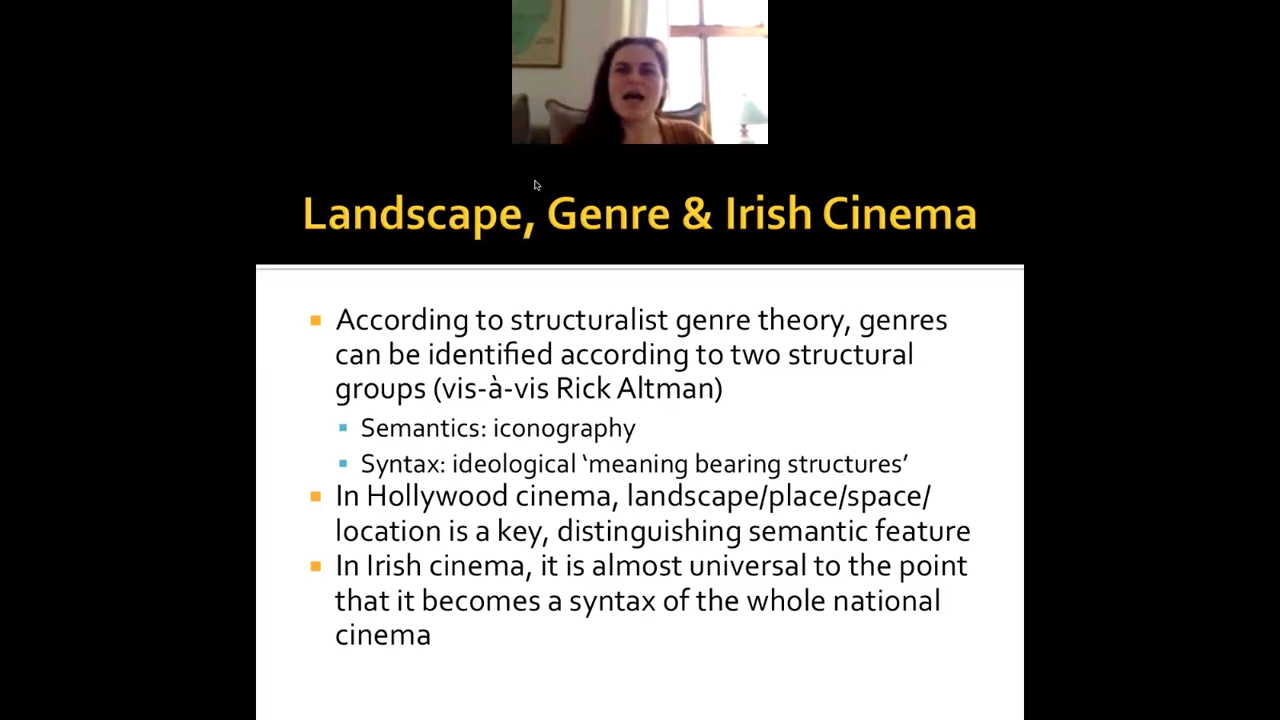 Landscape, Genre & Irish Cinema
According to structuralist genre theory, genres
can be identified according to two structural
groups (vis-à-vis Rick Altman)
Semantics: iconography
Syntax: ideological ‘meaning bearing structures’
In Hollywood cinema, landscape/place/space/
location is a key, distinguishing semantic feature
In Irish cinema, it is almost universal to the point
that it becomes a syntax of the whole national
cinema